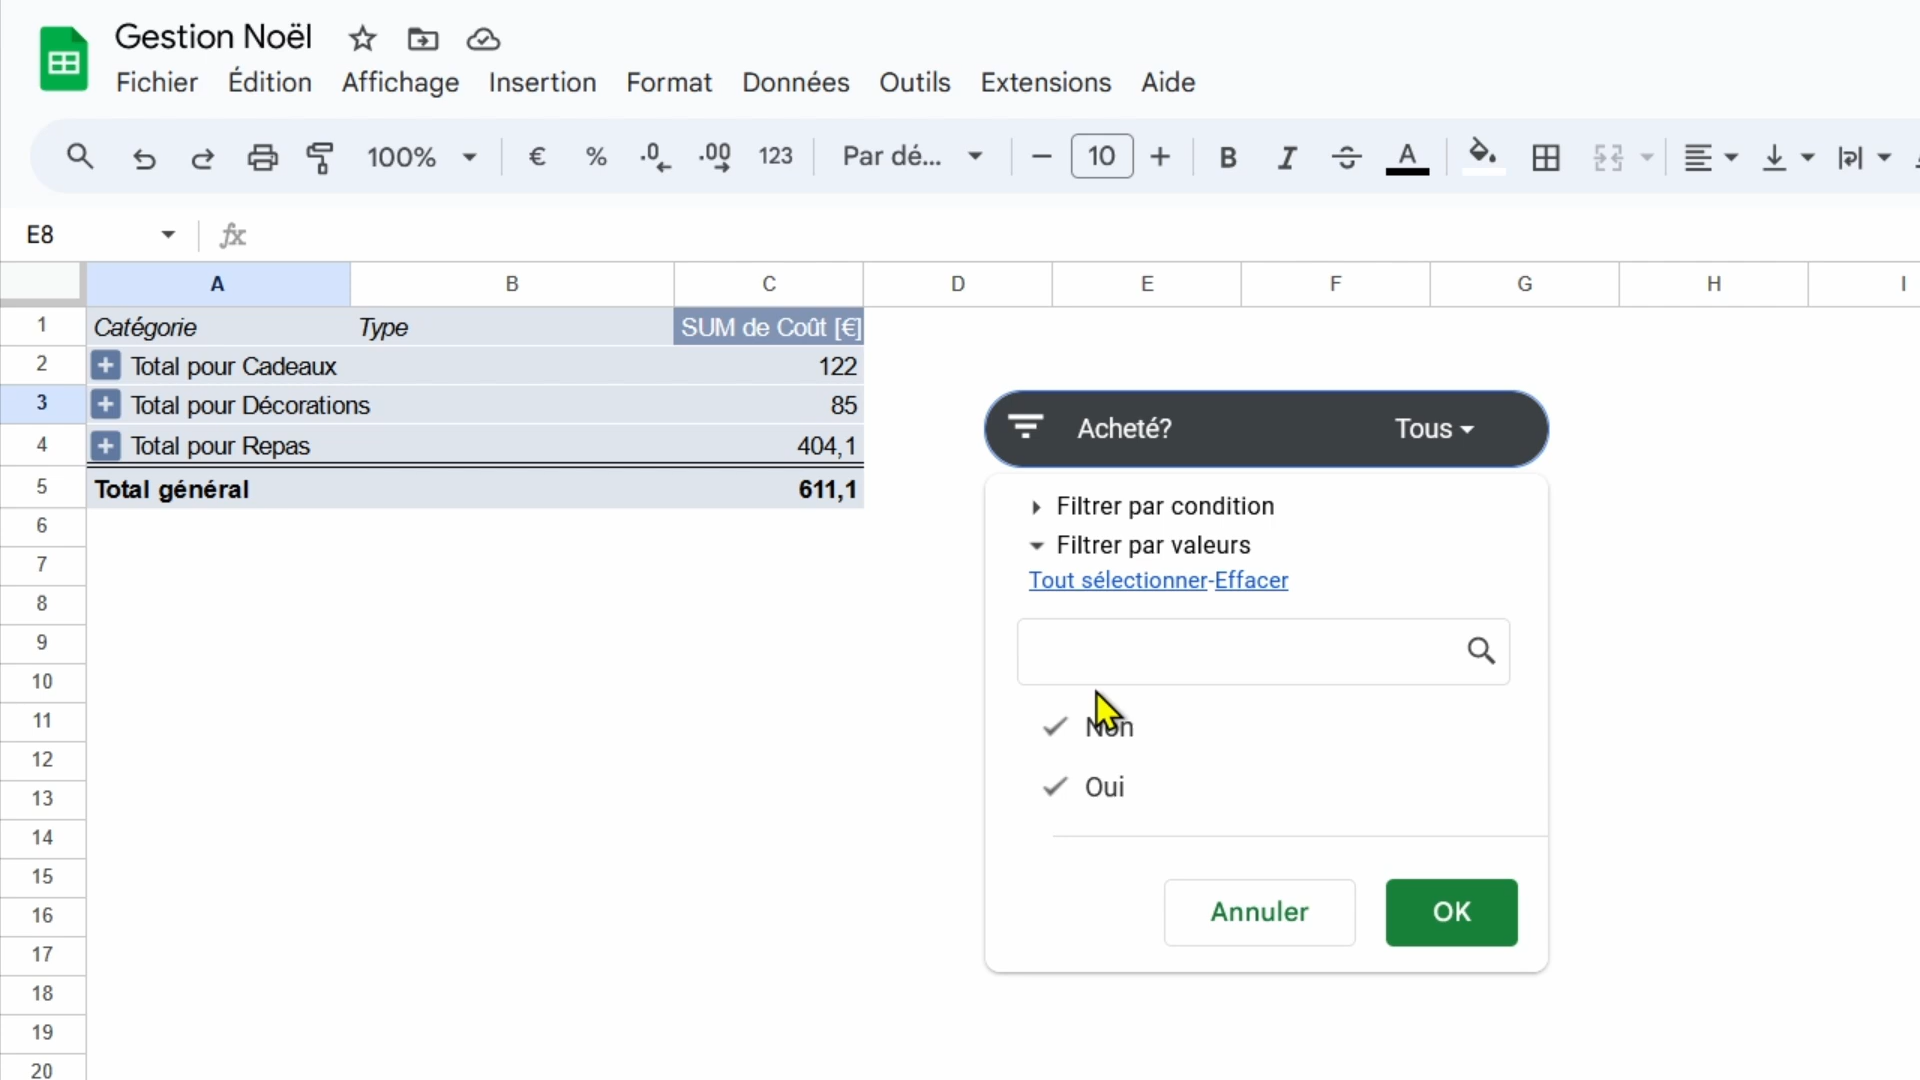 Gestion Noël
Fichier Édition Affichage Insertion Format Données Outils Extensions Aide
100% € % .0 .00 123 Par dé... 10 B I S A
E8 fx
A B C D E F G H I
1 Catégorie Type SUM de Coût [€]
2 Total pour Cadeaux 122
3 Total pour Décorations 85
4 Total pour Repas 404,1
5 Total général 611,1
6
7
8
9
10
11
12
13
14
15
16
17
18
19
20
Acheté? Tous
Filtrer par condition
Filtrer par valeurs
Tout sélectionner-Effacer
Non
Oui
Annuler OK